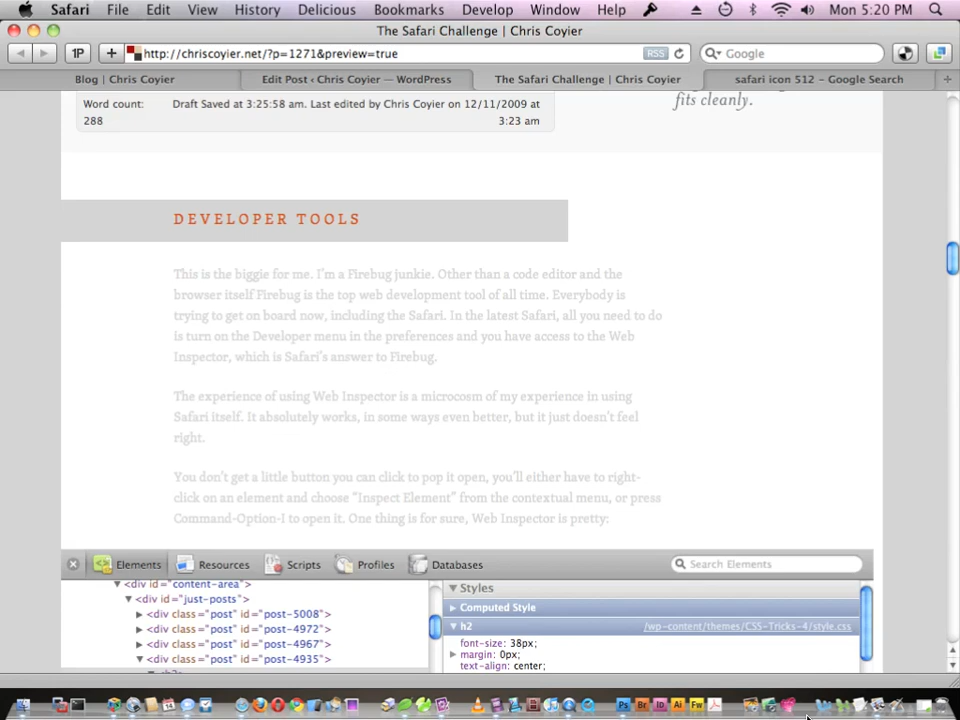 Safari File Edit View History Delicious Bookmarks Develop Window Help Mon 5:20 PM
The Safari Challenge | Chris Coyier
1P + http://chriscoyier.net/?p=1271&preview=true RSS Google
Blog | Chris Coyier Edit Post ‹ Chris Coyier — WordPress The Safari Challenge | Chris Coyier safari icon 512 – Google Search +
Word count: Draft Saved at 3:25:58 am. Last edited by Chris Coyier on 12/11/2009 at
288 3:23 am
fits cleanly.
DEVELOPER TOOLS
This is the biggie for me. I'm a Firebug junkie. Other than a code editor and the
browser itself Firebug is the top web development tool of all time. Everybody is
trying to get on board now, including the Safari. In the latest Safari, all you need to do
is turn on the Developer menu in the preferences and you have access to the Web
Inspector, which is Safari's answer to Firebug.
The experience of using Web Inspector is a microcosm of my experience in using
Safari itself. It absolutely works, in some ways even better, but it just doesn't feel
right.
You don't get a little button you can click to pop it open, you'll either have to right-
click on an element and choose "Inspect Element" from the contextual menu, or press
Command-Option-I to open it. One thing is for sure, Web Inspector is pretty:
Elements Resources Scripts Profiles Databases Search Elements
<div id="content-area">
<div id="just-posts">
<div class="post" id="post-5008">
<div class="post" id="post-4972">
<div class="post" id="post-4967">
<div class="post" id="post-4935">
Styles
Computed Style
h2 /wp-content/themes/CSS-Tricks-4/style.css
font-size: 38px;
margin: 0px;
text-align: center;
Ps Br Id Ai Fw